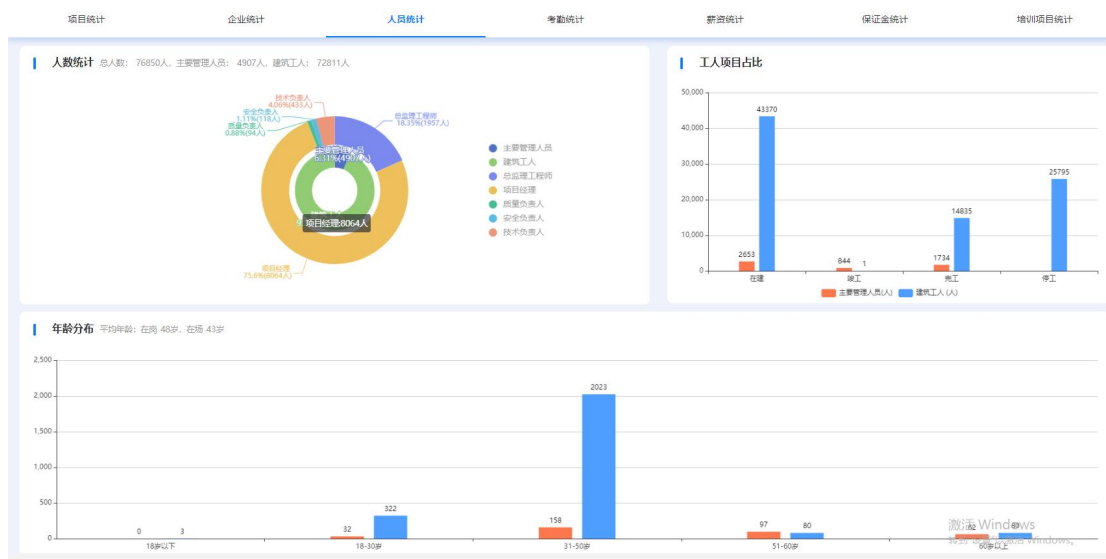 项目统计 企业统计 人员统计 考勤统计 薪资统计 保证金统计 培训项目统计
人数统计 总人数： 76850人，主要管理人员： 4907人，建筑工人： 72811人
技术负责人
4.06%(433人)
安全负责人
1.11%(118人)
质量负责人
0.88%(94人)
总监理工程师
18.35%(1957人)
主要管理人员
6.31%(4907人)
项目经理:8064人
项目经理
75.6%(8064人)
主要管理人员
建筑工人
总监理工程师
项目经理
质量负责人
安全负责人
技术负责人
工人项目占比
50,000
40,000
30,000
20,000
10,000
0
2653 43370
844 1
1734 14835
25795
在建 竣工 完工 停工
主要管理人员(人) 建筑工人 (人)
年龄分布 平均年龄：在岗 48岁，在场 43岁
2,500
2,000
1,500
1,000
500
0
0 3
32 322
158 2023
97 80
62
18岁以下 18-30岁 31-50岁 51-60岁 60岁以上
激活 Windows